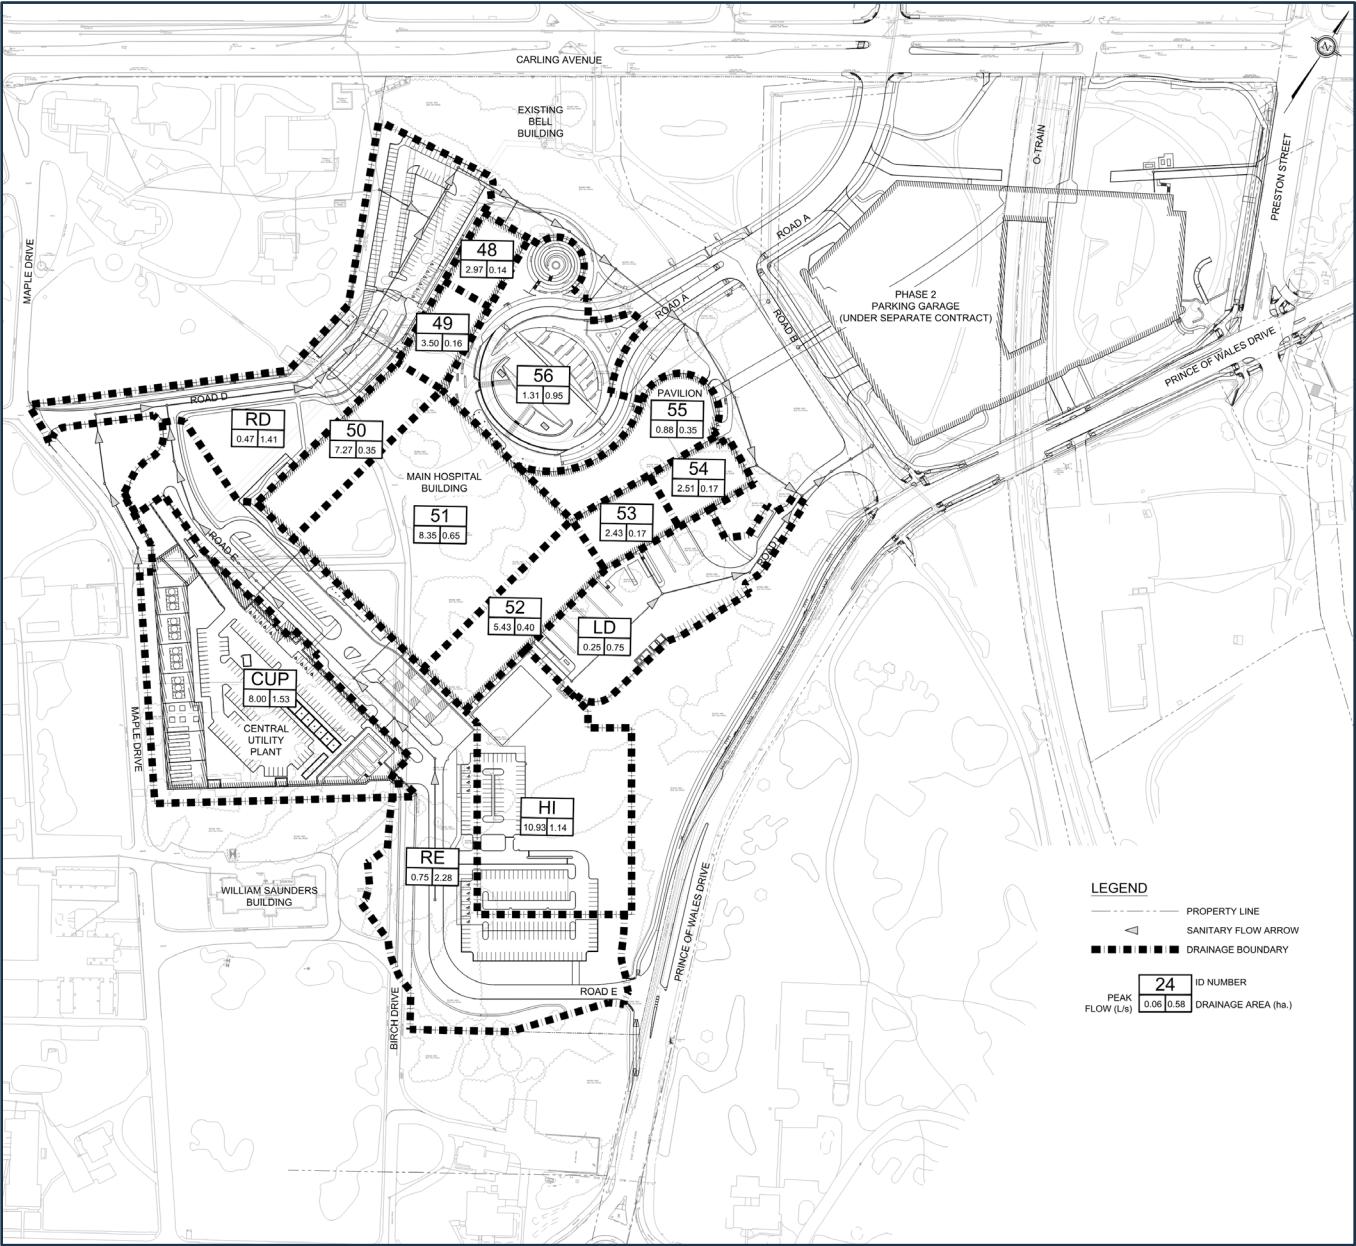 CARLING AVENUE
EXISTING
BELL
BUILDING
O-TRAIN
PRESTON STREET
MAPLE DRIVE
ROAD A
48
2.97 0.14
PHASE 2
PARKING GARAGE
(UNDER SEPARATE CONTRACT)
ROAD A
ROAD B
49
3.50 0.16
PRINCE OF WALES DRIVE
56
1.31 0.95
PAVILION
55
0.88 0.35
ROAD D
RD
0.47 1.41
50
7.27 0.35
MAIN HOSPITAL
BUILDING
51
8.35 0.65
54
2.51 0.17
53
2.43 0.17
ROAD E
52
5.43 0.40
LD
0.25 0.75
CUP
8.00 1.53
CENTRAL
UTILITY
PLANT
MAPLE DRIVE
HI
10.93 1.14
RE
0.75 2.28
WILLIAM SAUNDERS
BUILDING
PRINCE OF WALES DRIVE
ROAD E
BIRCH DRIVE
LEGEND
PROPERTY LINE
SANITARY FLOW ARROW
DRAINAGE BOUNDARY
24 ID NUMBER
PEAK
FLOW (L/s) 0.06 0.58 DRAINAGE AREA (ha.)